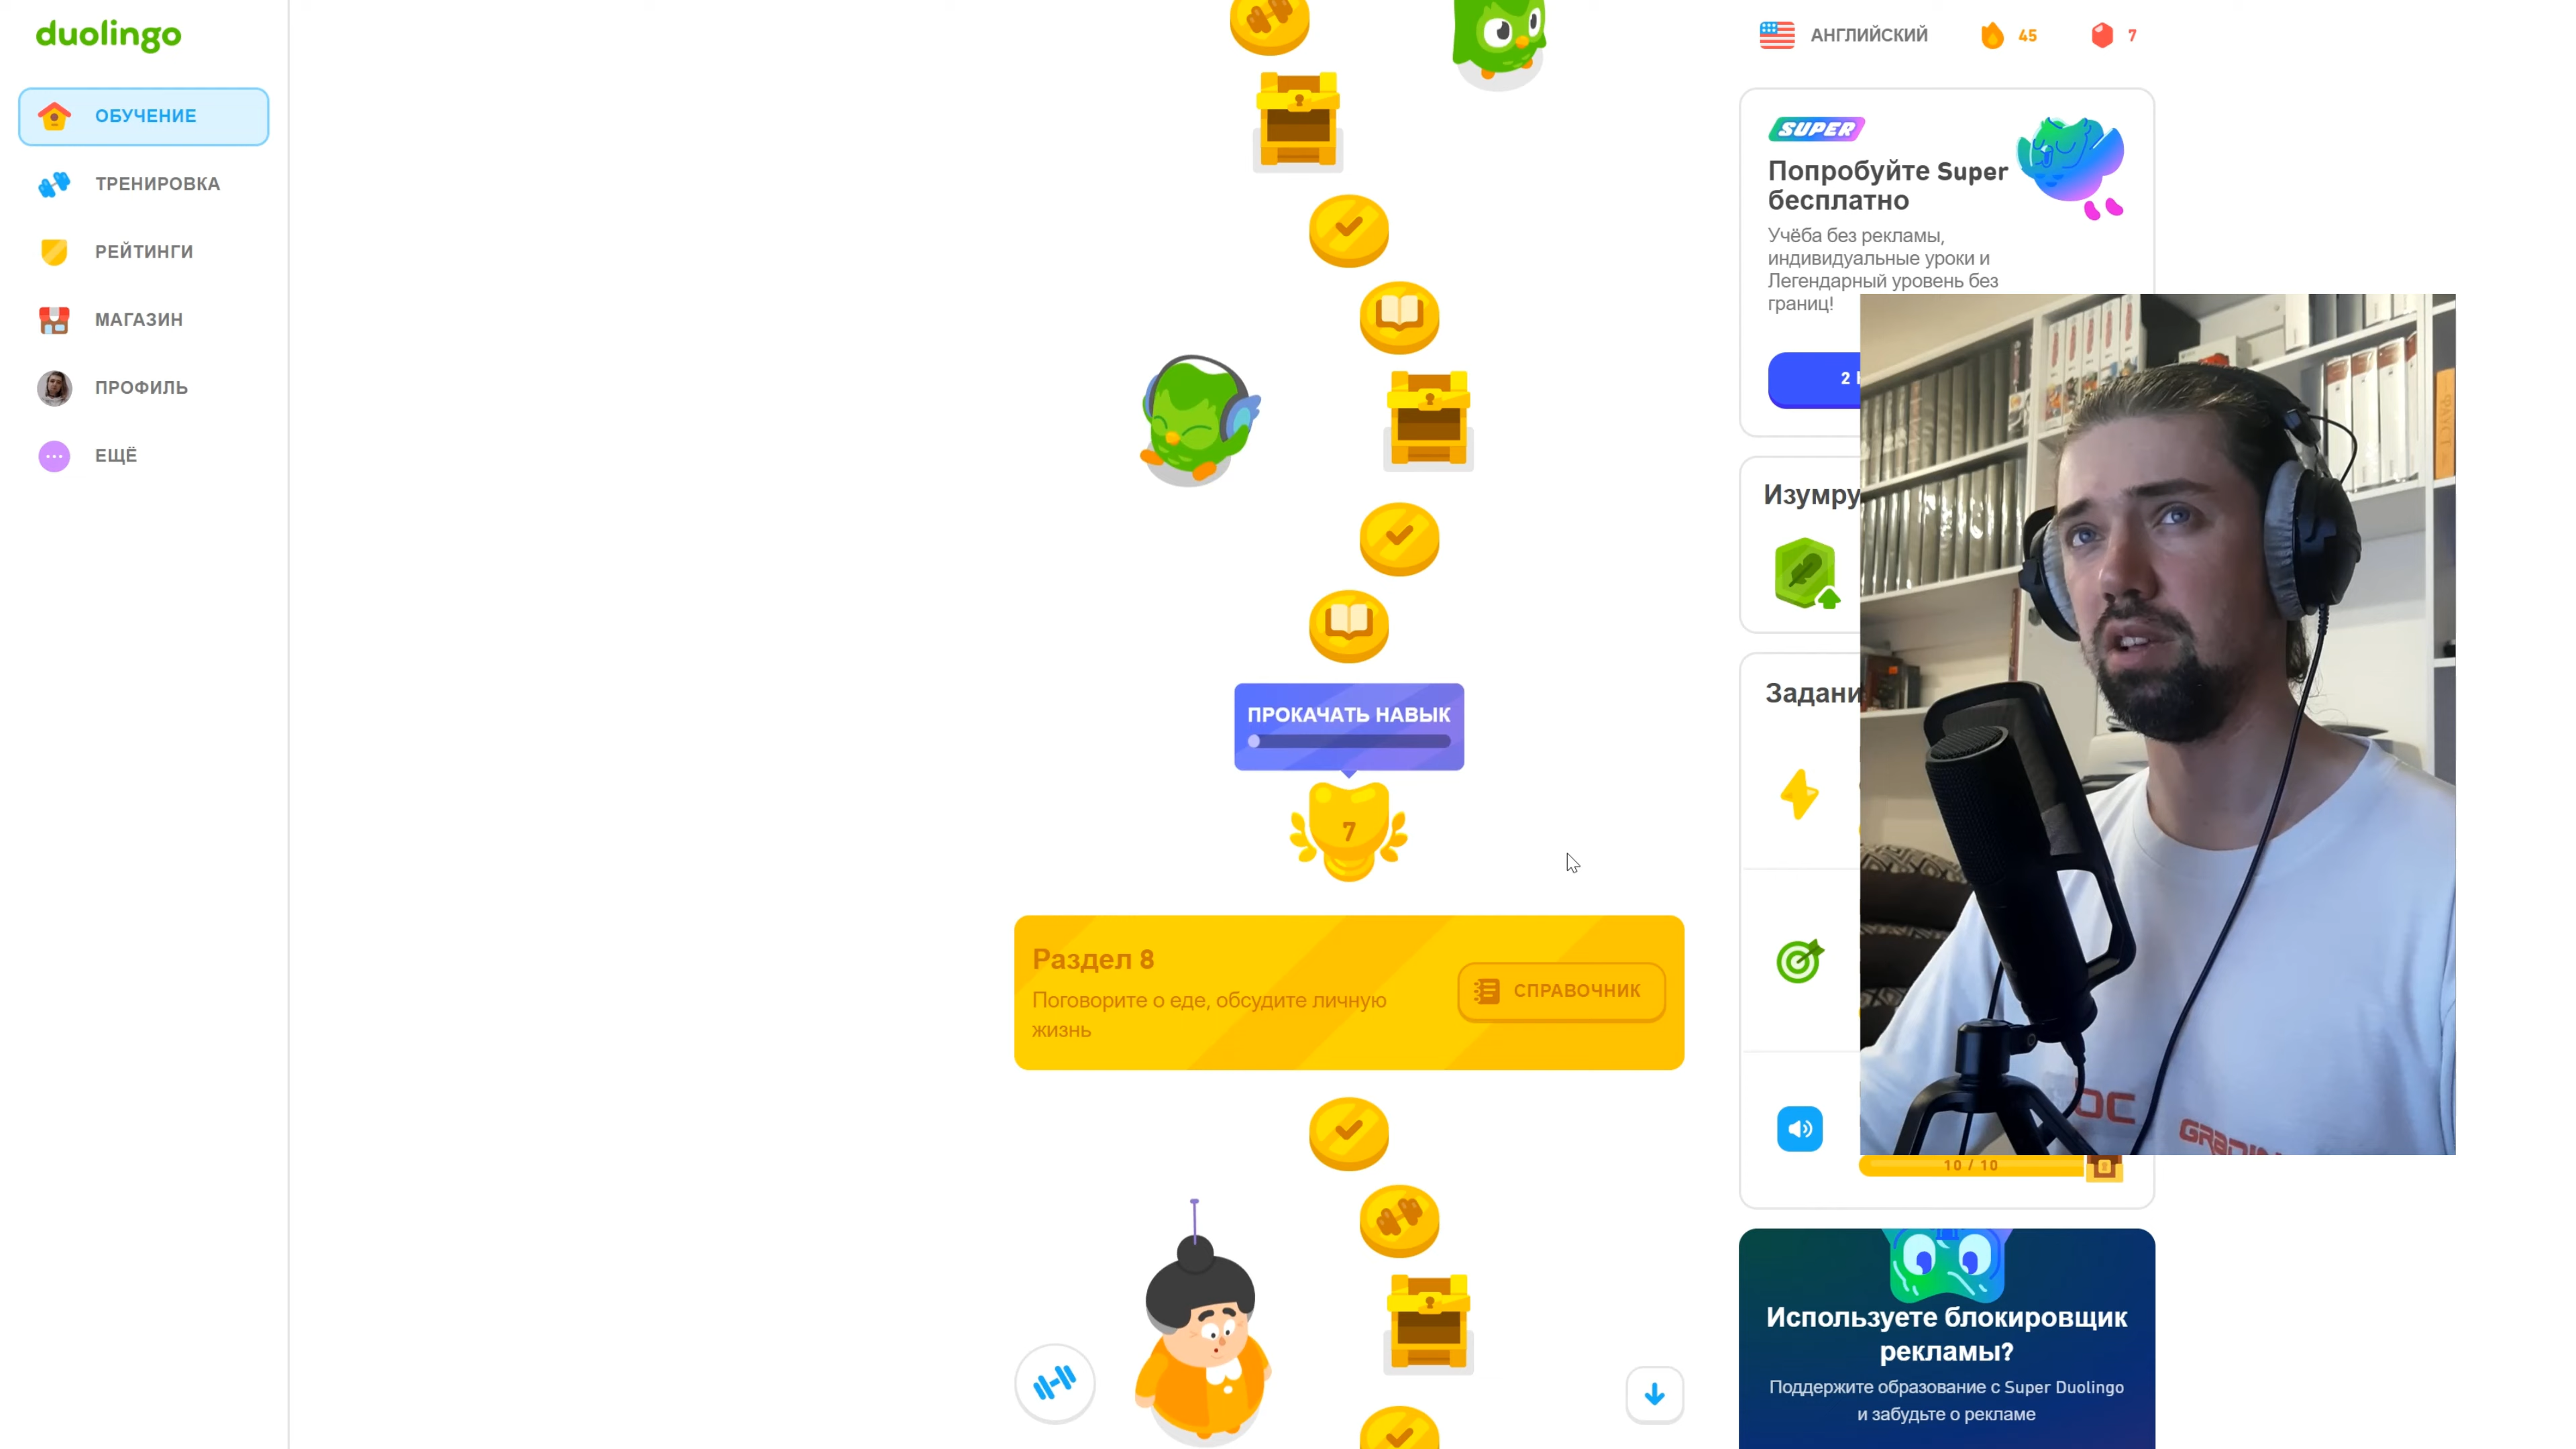 duolingo
ОБУЧЕНИЕ
ТРЕНИРОВКА
РЕЙТИНГИ
МАГАЗИН
ПРОФИЛЬ
ЕЩЁ
ПРОКАЧАТЬ НАВЫК
7
Раздел 8
Поговорите о еде, обсудите личную
жизнь
СПРАВОЧНИК
АНГЛИЙСКИЙ
45
7
SUPER
Попробуйте Super
бесплатно
Учёба без рекламы,
индивидуальные уроки и
Легендарный уровень без
границ!
2
10 / 10
Используете блокировщик
рекламы?
Поддержите образование с Super Duolingo
и забудьте о рекламе